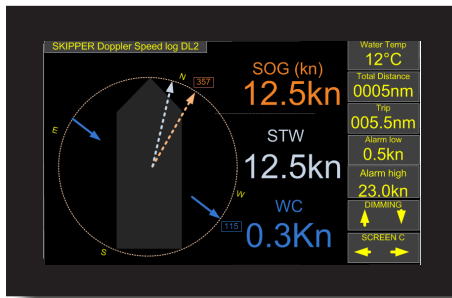 SKIPPER Doppler Speed log DL2
N
357
E
W
115
S
SOG (kn)
12.5kn
STW
12.5kn
WC
0.3Kn
Water Temp
12°C
Total Distance
0005nm
Trip
005.5nm
Alarm low
0.5kn
Alarm high
23.0kn
DIMMING
SCREEN C